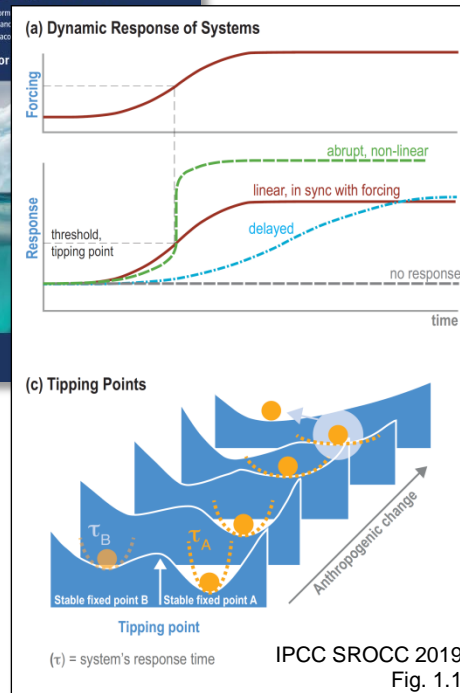 (a) Dynamic Response of Systems
Forcing
abrupt, non-linear
linear, in sync with forcing
threshold,
tipping point
delayed
Response
no response
time
(c) Tipping Points
τB
τA
Anthropogenic change
Stable fixed point B
Stable fixed point A
Tipping point
(τ) = system's response time
IPCC SROCC 2019
Fig. 1.1